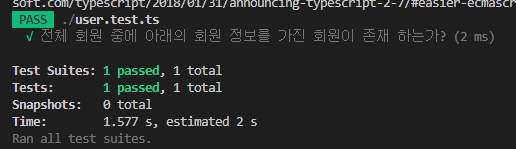 soft.com/typescript/2018/01/31/announcing-typescript-2-7/#easier-ecmascr
PASS ./user.test.ts
√ 전체 회원 중에 아래의 회원 정보를 가진 회원이 존재 하는가? (2 ms)
Test Suites: 1 passed, 1 total
Tests: 1 passed, 1 total
Snapshots: 0 total
Time: 1.577 s, estimated 2 s
Ran all test suites.